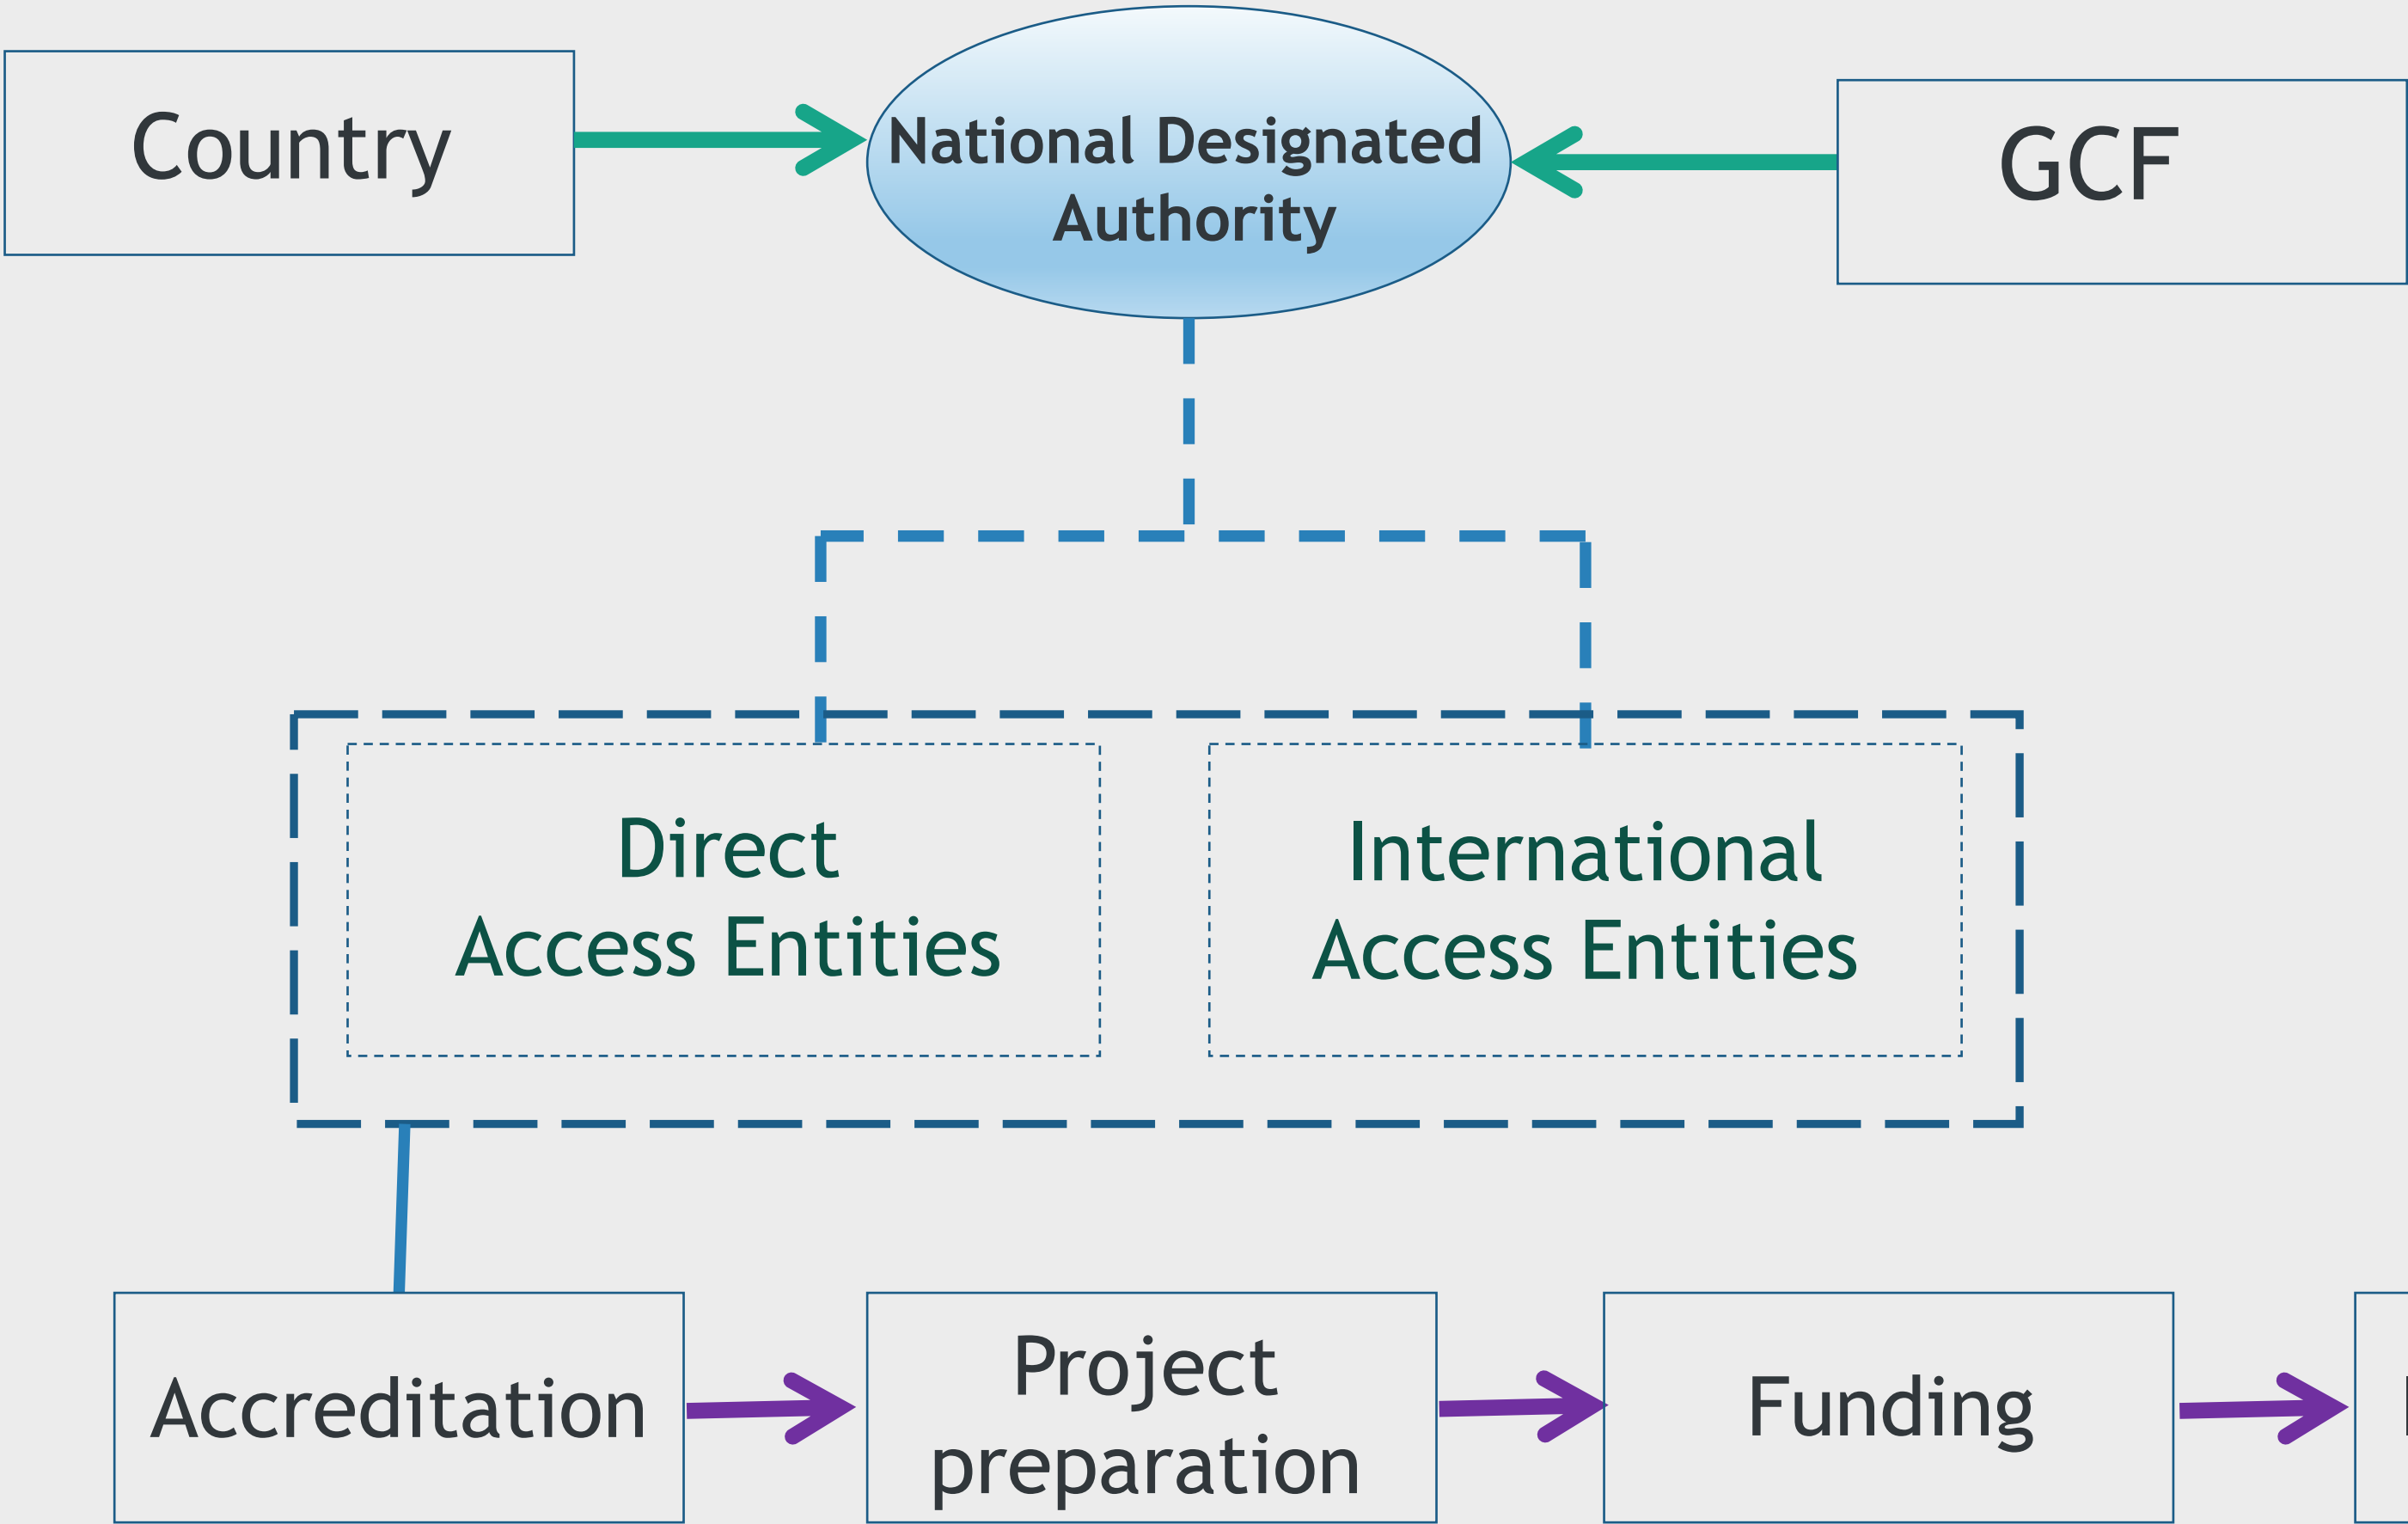 Country
National Designated
Authority
GCF
Direct
Access Entities
International
Access Entities
Accreditation
Project
preparation
Funding